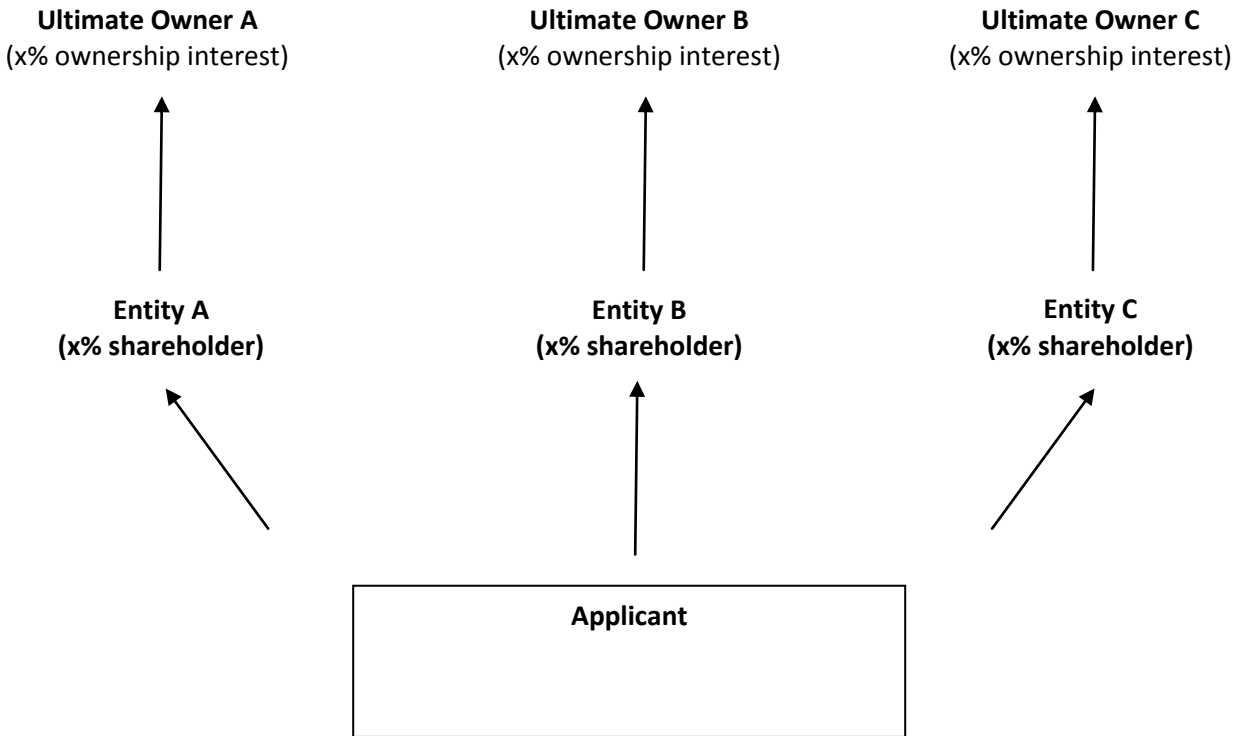 Ultimate Owner A
(x% ownership interest)
Ultimate Owner B
(x% ownership interest)
Ultimate Owner C
(x% ownership interest)
Entity A
(x% shareholder)
Entity B
(x% shareholder)
Entity C
(x% shareholder)
Applicant